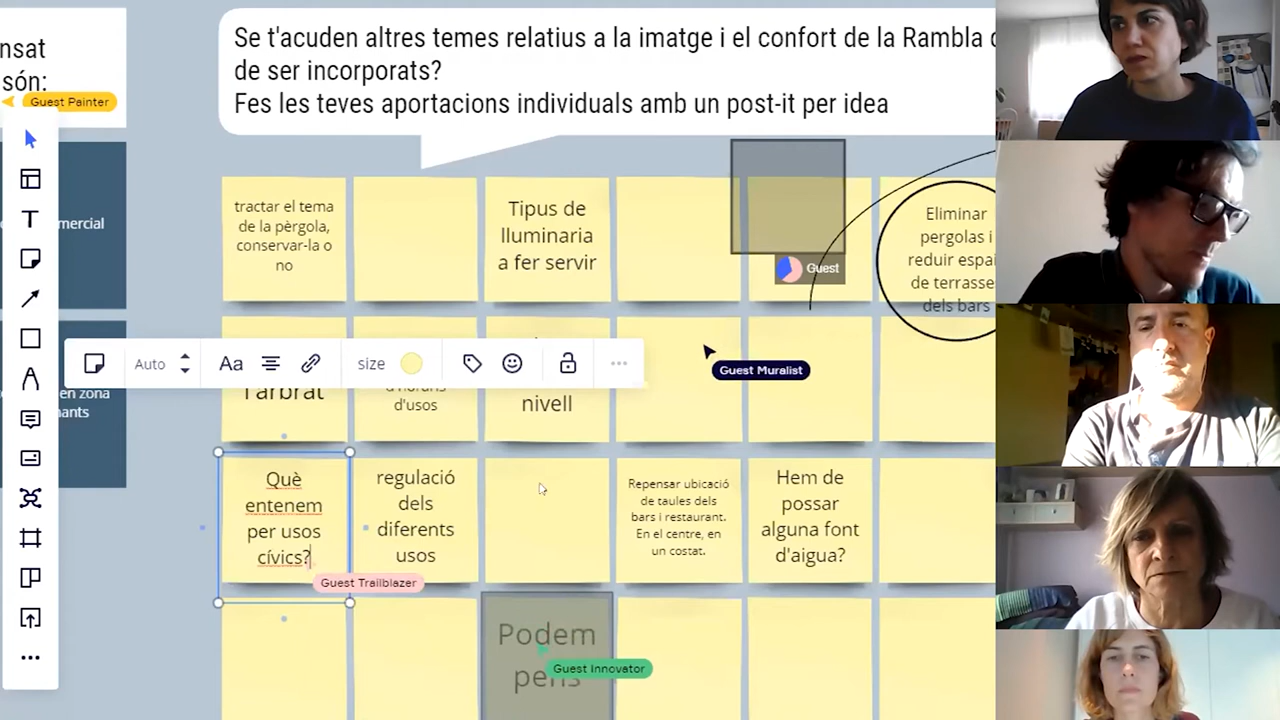 nsat
són:
Guest Painter
mercial
en zona
nants
Se t'acuden altres temes relatius a la imatge i el confort de la Rambla
de ser incorporats?
Fes les teves aportacions individuals amb un post-it per idea
tractar el tema
de la pèrgola,
conservar-la o
no
Tipus de
lluminaria
a fer servir
Guest
Eliminar
pergolas i
reduir espai
de terrasse
dels bars
Auto
Aa
size
l'arbrat
d'usos
nivell
Guest Muralist
Què
entenem
per usos
cívics?
Guest Trailblazer
regulació
dels
diferents
usos
Repensar ubicació
de taules dels
bars i restaurant.
En el centre, en
un costat.
Hem de
possar
alguna font
d'aigua?
Podem
pens
Guest Innovator